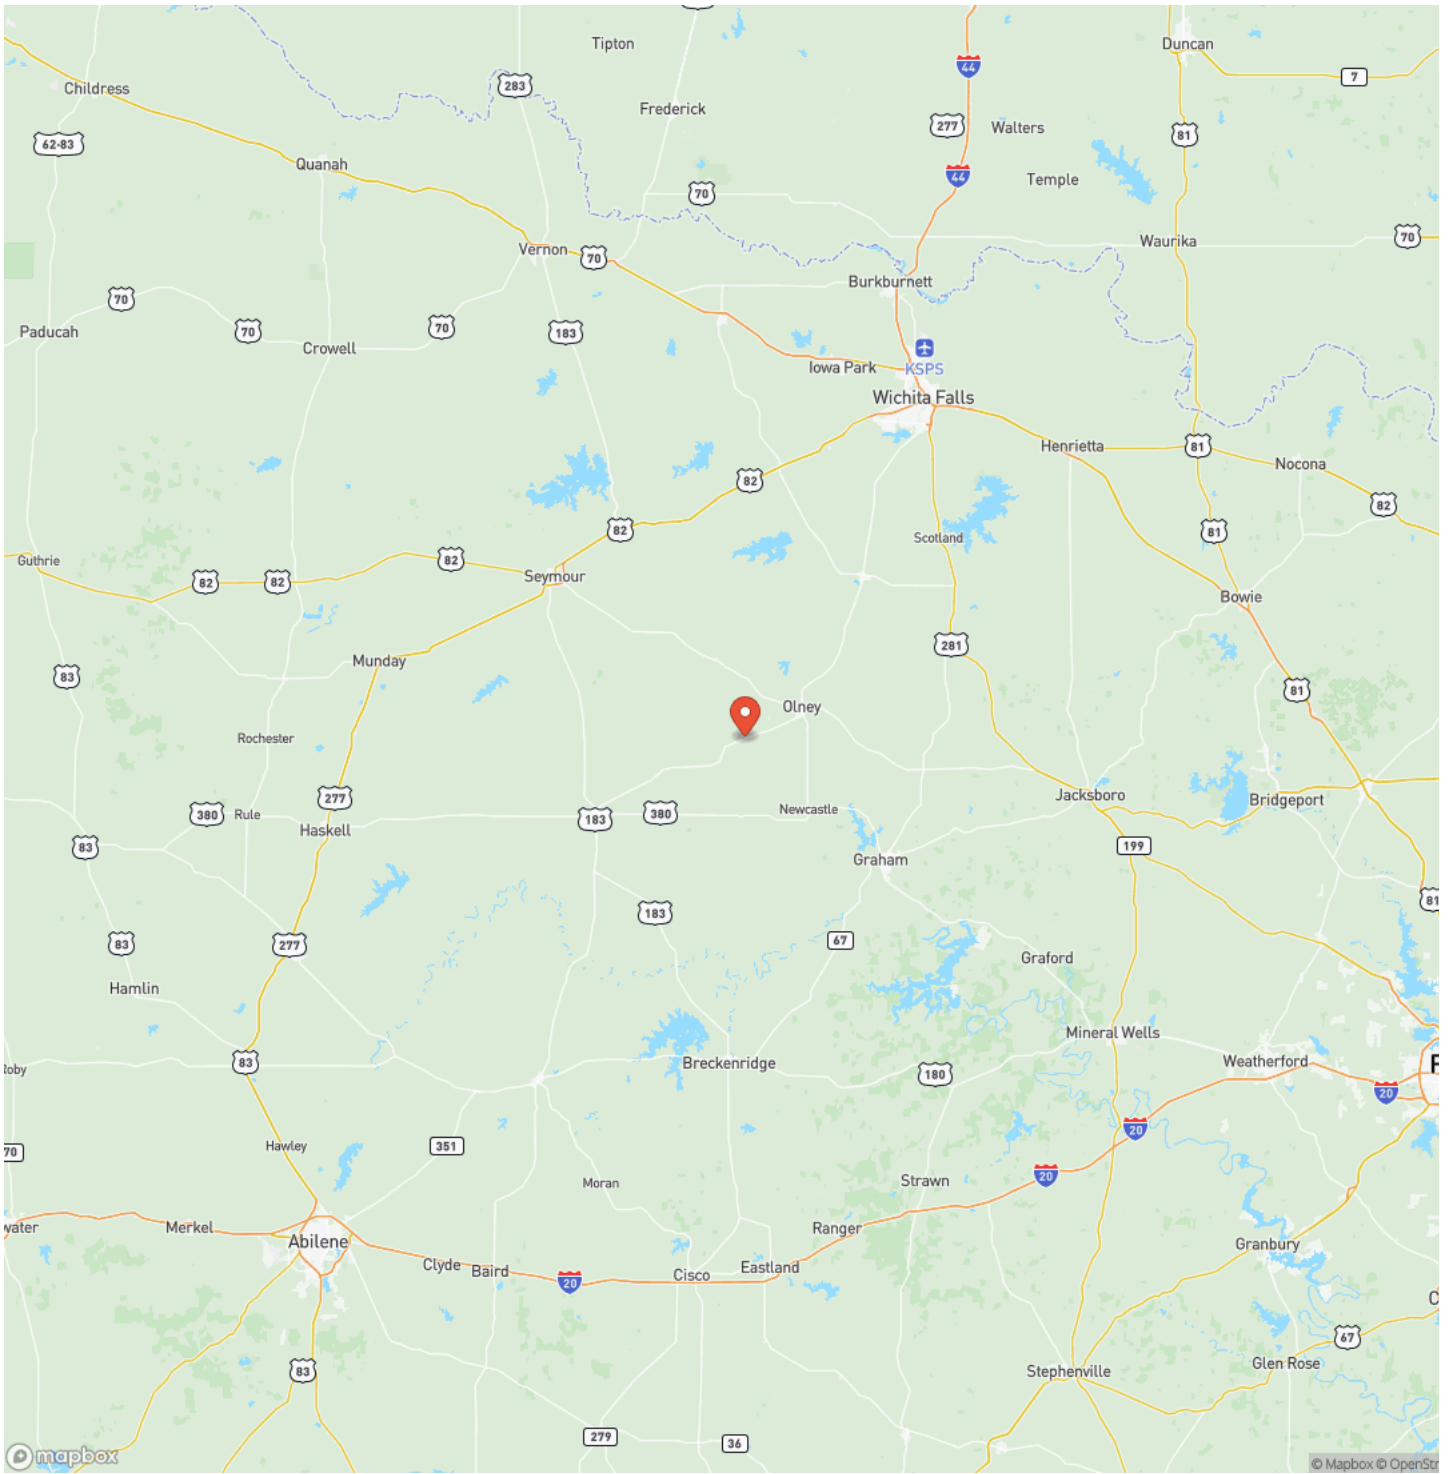 Tipton
Duncan
44
7
Childress
283
Frederick
277
Walters
81
62-83
Quanah
44
Temple
70
Waurika
70
Vernon
70
Burkburnett
70
Paducah
70
70
183
Crowell
KSPS
Iowa Park
Wichita Falls
Henrietta
81
Nocona
82
82
82
81
Scotland
Guthrie
82
82
82
Seymour
Bowie
281
Munday
83
81
Olney
Rochester
277
Jacksboro
Bridgeport
380
Rule
183
380
Newcastle
Haskell
83
199
Graham
81
183
83
277
67
Hamlin
Graford
Mineral Wells
83
Breckenridge
Weatherford
Roby
180
20
20
Hawley
351
70
20
Moran
Strawn
water
Merkel
Ranger
Abilene
Granbury
Clyde
Baird
20
Cisco
Eastland
C
67
83
Stephenville
Glen Rose
279
36
mapbox
© Mapbox © OpenStr